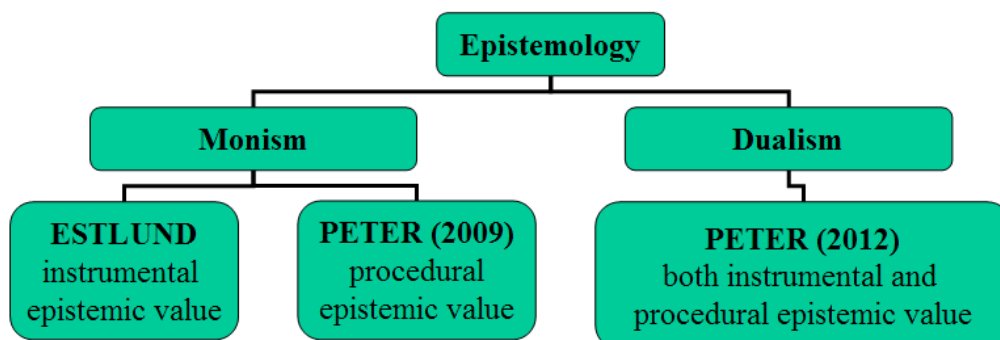 Epistemology
Monism
Dualism
ESTLUND
instrumental
epistemic value
PETER (2009)
procedural
epistemic value
PETER (2012)
both instrumental and
procedural epistemic value